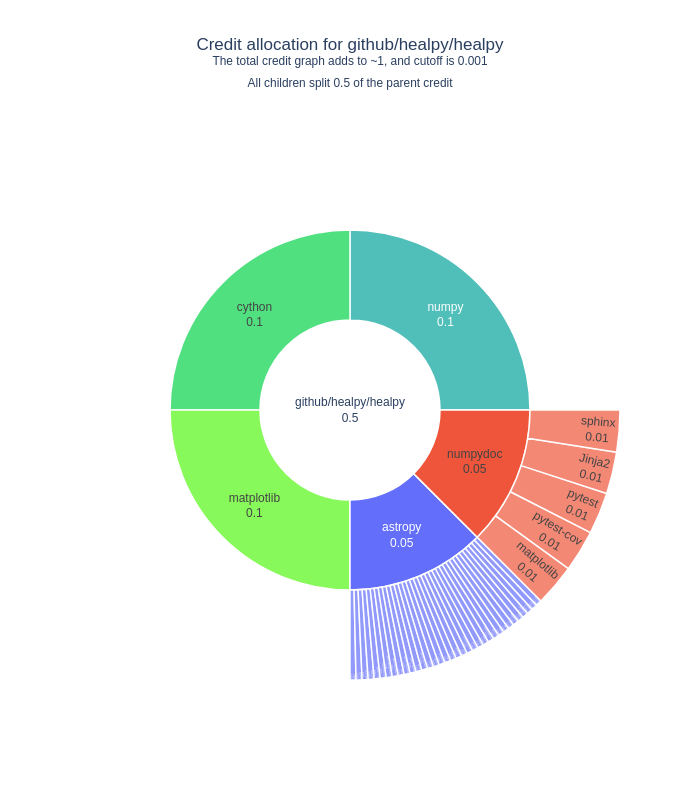 Credit allocation for github/healpy/healpy
The total credit graph adds to ~1, and cutoff is 0.001
All children split 0.5 of the parent credit
cython
0.1
numpy
0.1
github/healpy/healpy
0.5
matplotlib
0.1
astropy
0.05
numpydoc
0.05
sphinx
0.01
Jinja2
0.01
pytest
0.01
pytest-cov
0.01
matplotlib
0.01